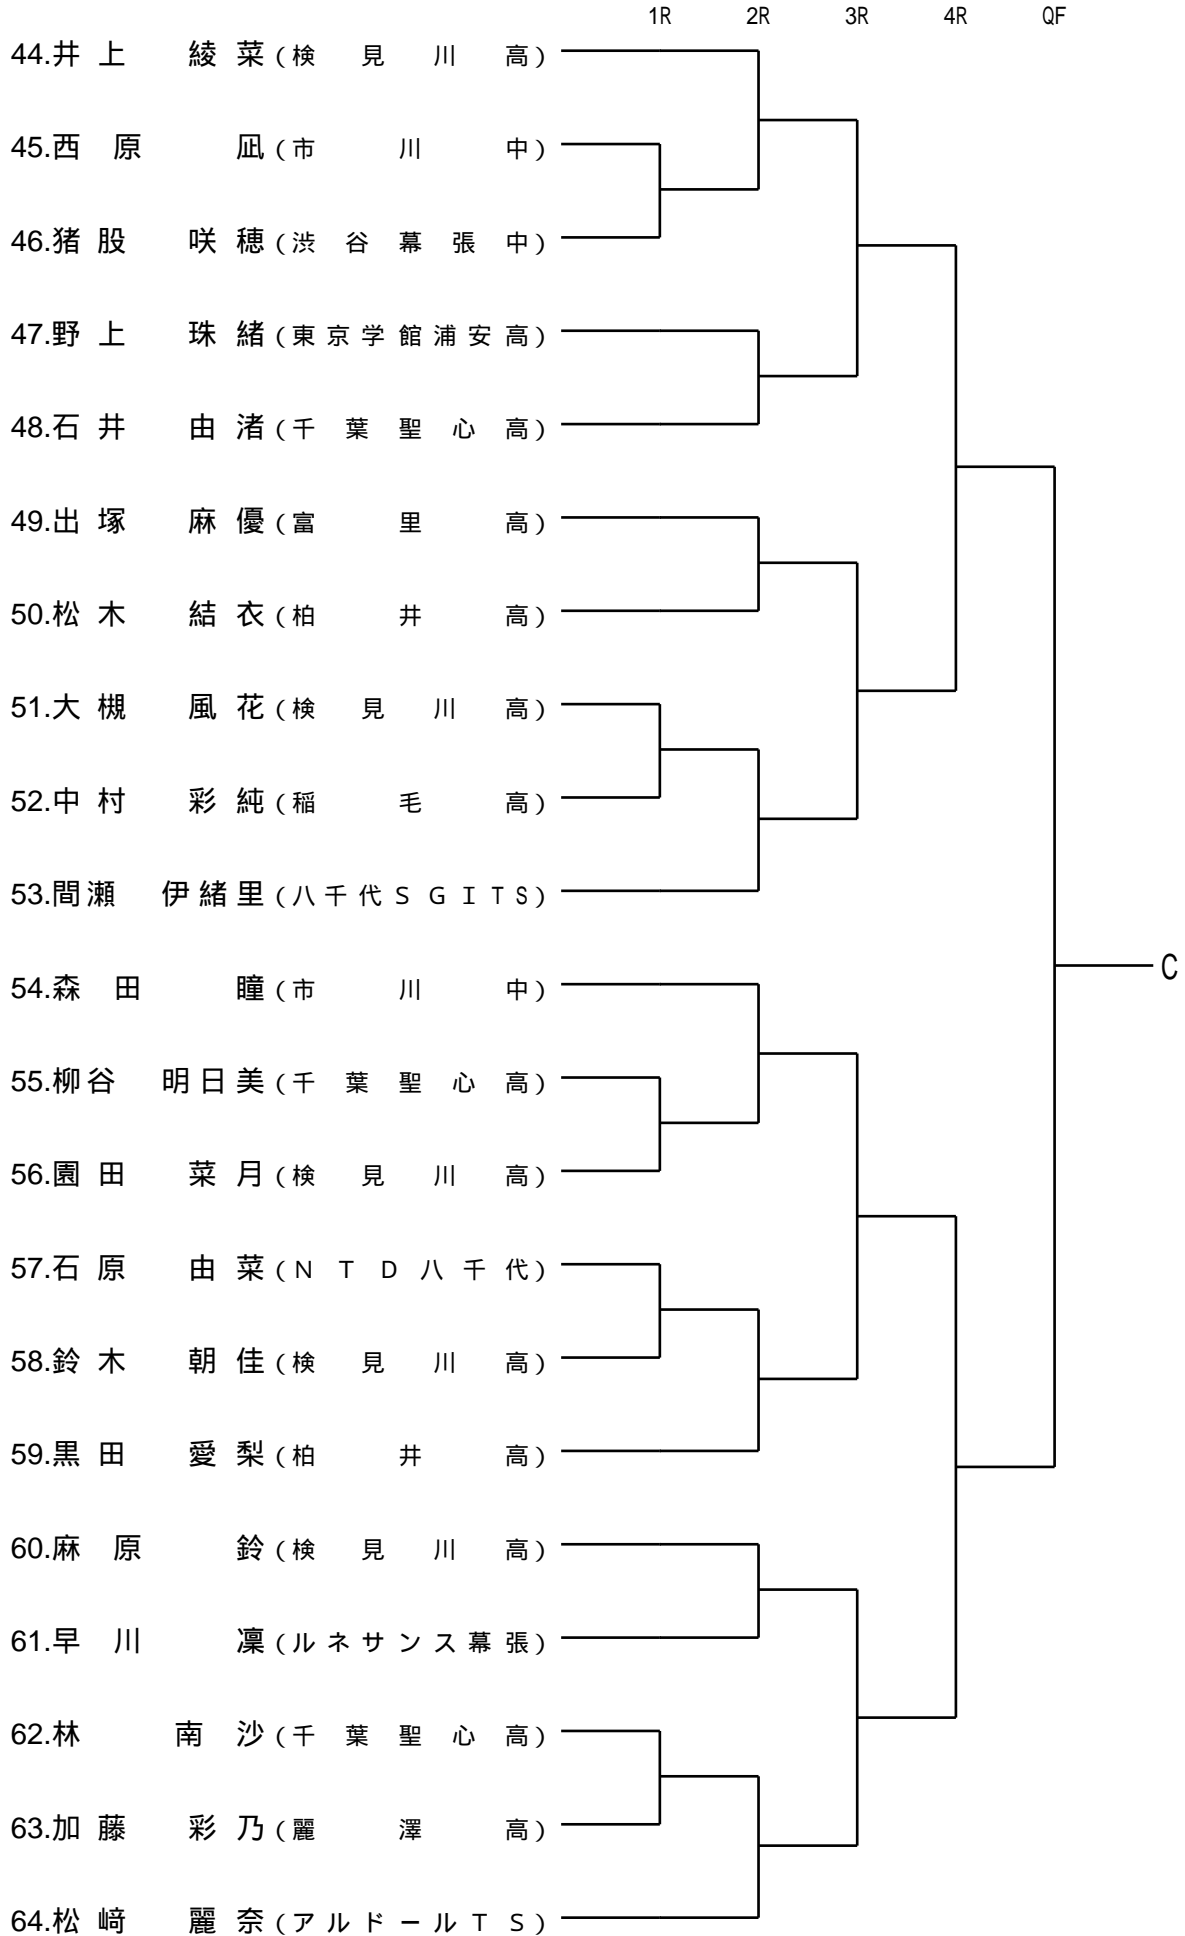 1R 2R 3R 4R QF
44.井上 綾菜(検見川高)
45.西原 凪(市川中)
46.猪股 咲穂(渋谷幕張中)
47.野上 珠緒(東京学館浦安高)
48.石井 由渚(千葉聖心高)
49.出塚 麻優(富里高)
50.松木 結衣(柏井高)
51.大槻 風花(検見川高)
52.中村 彩純(稲毛高)
53.間瀬 伊緒里(八千代SGITS)
C
54.森田 瞳(市川中)
55.柳谷 明日美(千葉聖心高)
56.園田 菜月(検見川高)
57.石原 由菜(NTD八千代)
58.鈴木 朝佳(検見川高)
59.黒田 愛梨(柏井高)
60.麻原 鈴(検見川高)
61.早川 凜(ルネサンス幕張)
62.林 南沙(千葉聖心高)
63.加藤 彩乃(麗澤高)
64.松﨑 麗奈(アルドールTS)